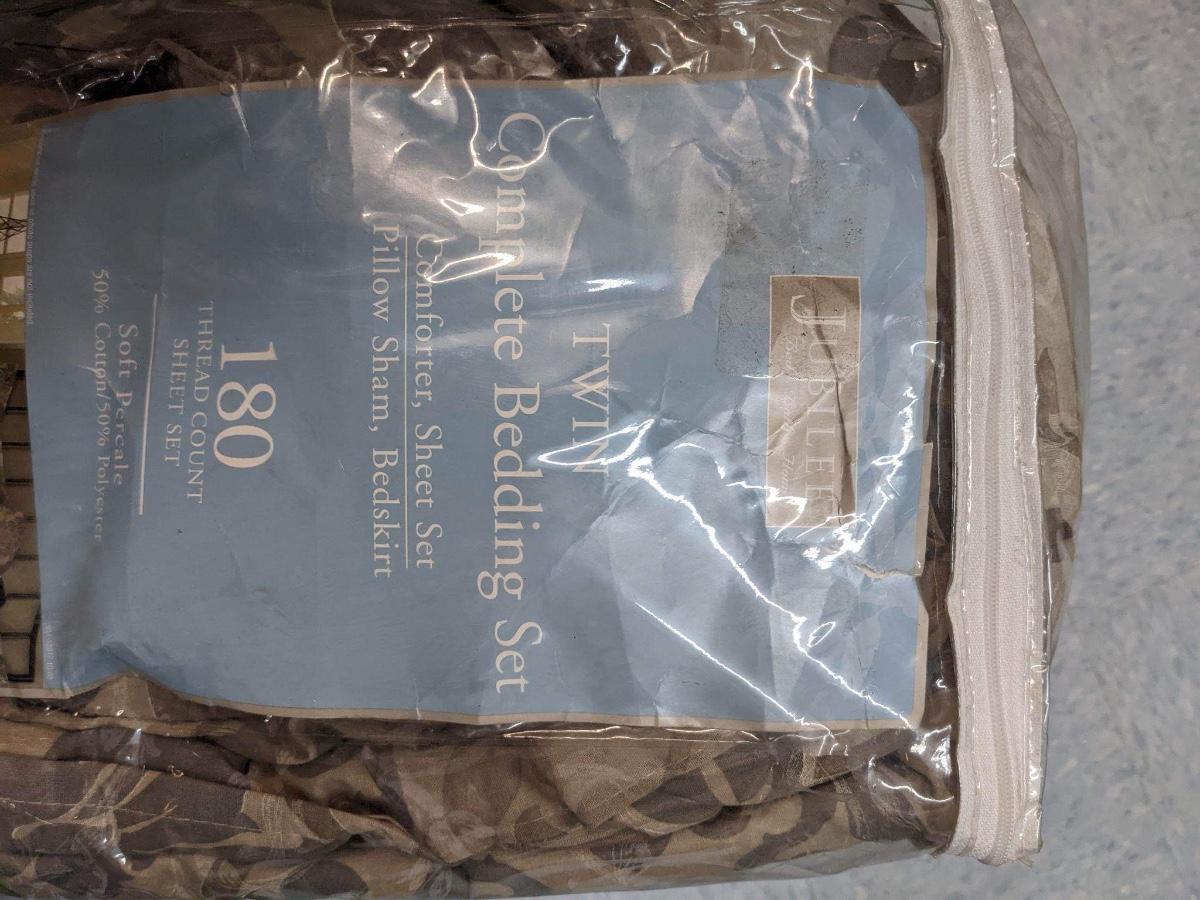 JUBILEE
TWIN
Complete Bedding Set
Comforter, Sheet Set
Pillow Sham, Bedskirt
180
THREAD COUNT
SHEET SET
Soft Percale
50% Cotton/50% Polyester